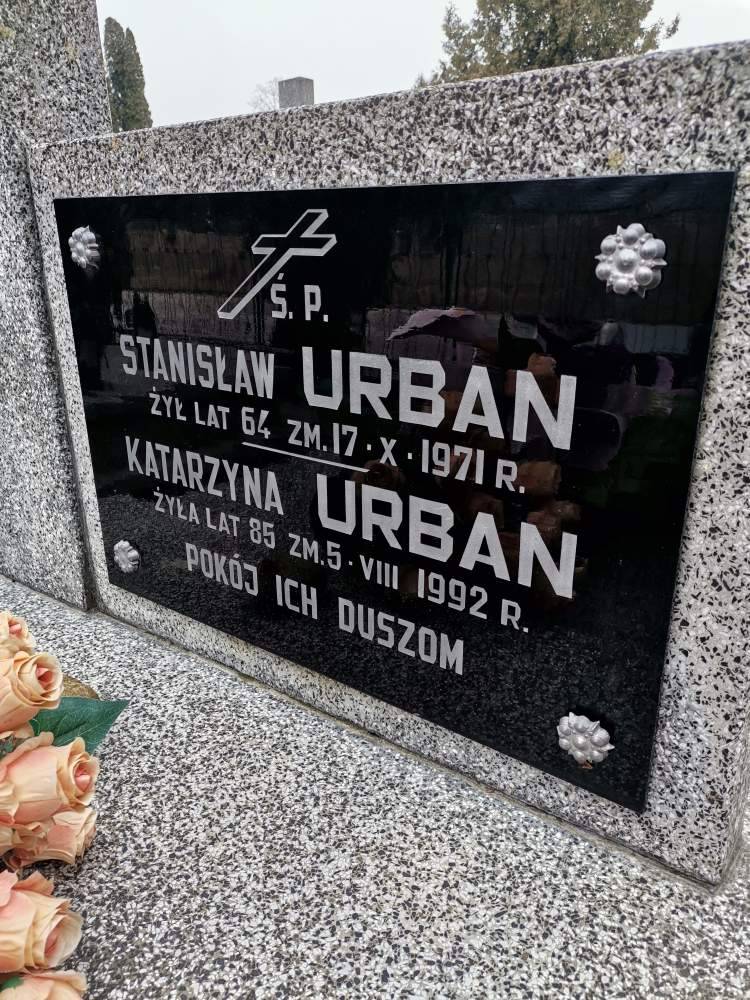 Ś. P.
STANISŁAW URBAN
ŻYŁ LAT 64 ZM. 17 · X · 1971 R.
KATARZYNA URBAN
ŻYŁA LAT 85 ZM. 5 · VIII 1992 R.
POKÓJ ICH DUSZOM